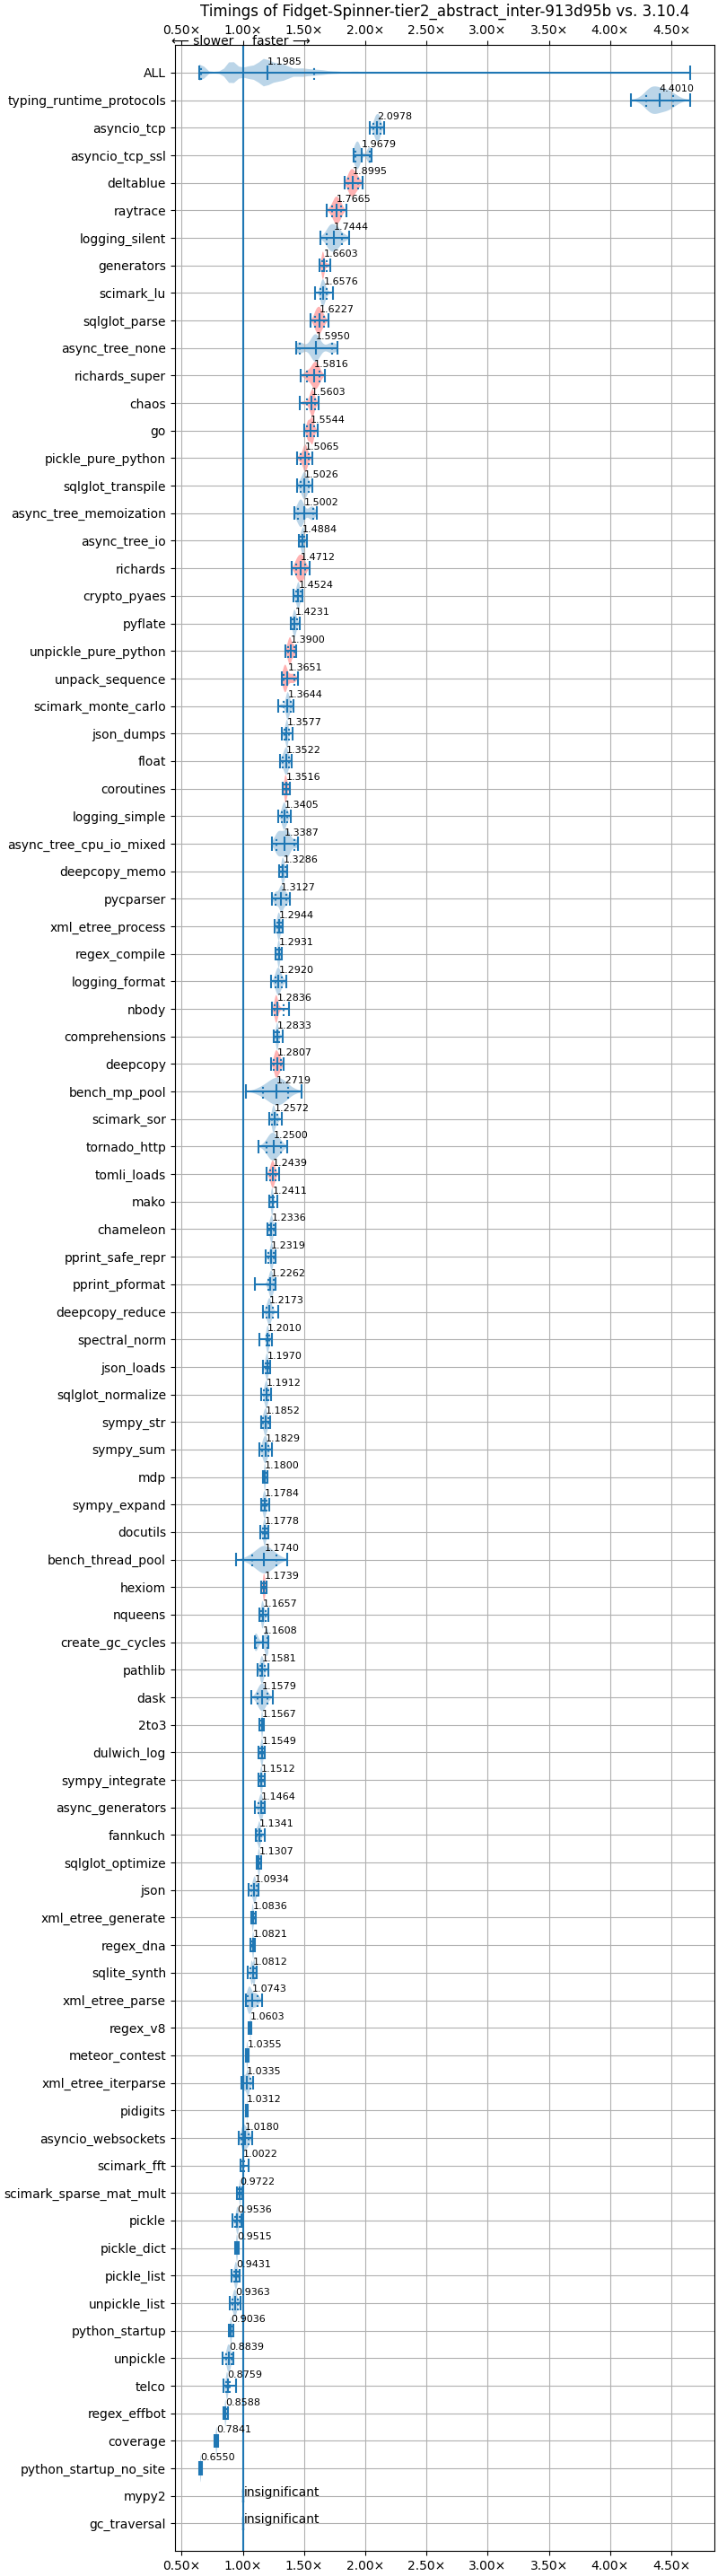 Timings of Fidget-Spinner-tier2_abstract_inter-913d95b vs. 3.10.4
0.50× 1.00× 1.50× 2.00× 2.50× 3.00× 3.50× 4.00× 4.50×
←— slower faster —→
ALL 1.1985
typing_runtime_protocols 4.4010
asyncio_tcp 2.0978
asyncio_tcp_ssl 1.9679
deltablue 1.8995
raytrace 1.7665
logging_silent 1.7444
generators 1.6603
scimark_lu 1.6576
sqlglot_parse 1.6227
async_tree_none 1.5950
richards_super 1.5816
chaos 1.5603
go 1.5544
pickle_pure_python 1.5065
sqlglot_transpile 1.5026
async_tree_memoization 1.5002
async_tree_io 1.4884
richards 1.4712
crypto_pyaes 1.4524
pyflate 1.4231
unpickle_pure_python 1.3900
unpack_sequence 1.3651
scimark_monte_carlo 1.3644
json_dumps 1.3577
float 1.3522
coroutines 1.3516
logging_simple 1.3405
async_tree_cpu_io_mixed 1.3387
deepcopy_memo 1.3286
pycparser 1.3127
xml_etree_process 1.2944
regex_compile 1.2931
logging_format 1.2920
nbody 1.2836
comprehensions 1.2833
deepcopy 1.2807
bench_mp_pool 1.2719
scimark_sor 1.2572
tornado_http 1.2500
tomli_loads 1.2439
mako 1.2411
chameleon 1.2336
pprint_safe_repr 1.2319
pprint_pformat 1.2262
deepcopy_reduce 1.2173
spectral_norm 1.2010
json_loads 1.1970
sqlglot_normalize 1.1912
sympy_str 1.1852
sympy_sum 1.1829
mdp 1.1800
sympy_expand 1.1784
docutils 1.1778
bench_thread_pool 1.1740
hexiom 1.1739
nqueens 1.1657
create_gc_cycles 1.1608
pathlib 1.1581
dask 1.1579
2to3 1.1567
dulwich_log 1.1549
sympy_integrate 1.1512
async_generators 1.1464
fannkuch 1.1341
sqlglot_optimize 1.1307
json 1.0934
xml_etree_generate 1.0836
regex_dna 1.0821
sqlite_synth 1.0812
xml_etree_parse 1.0743
regex_v8 1.0603
meteor_contest 1.0355
xml_etree_iterparse 1.0335
pidigits 1.0312
asyncio_websockets 1.0180
scimark_fft 1.0022
scimark_sparse_mat_mult 0.9722
pickle 0.9536
pickle_dict 0.9515
pickle_list 0.9431
unpickle_list 0.9363
python_startup 0.9036
unpickle 0.8839
telco 0.8759
regex_effbot 0.8588
coverage 0.7841
python_startup_no_site 0.6550
mypy2 insignificant
gc_traversal insignificant
0.50× 1.00× 1.50× 2.00× 2.50× 3.00× 3.50× 4.00× 4.50×